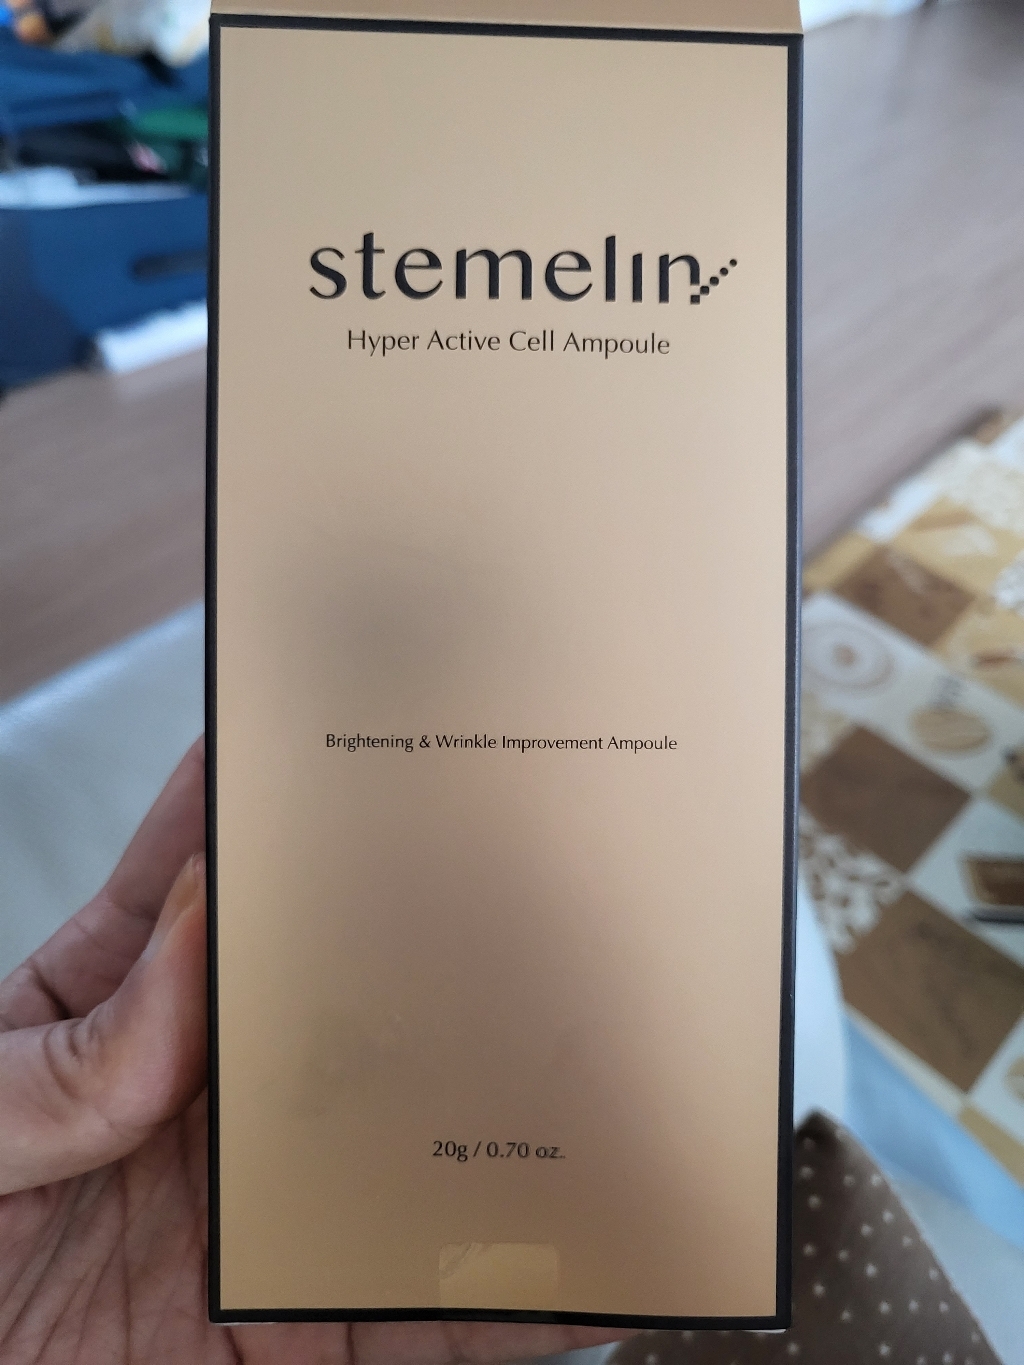 stemelin
Hyper Active Cell Ampoule
Brightening & Wrinkle Improvement Ampoule
20g / 0.70 oz.